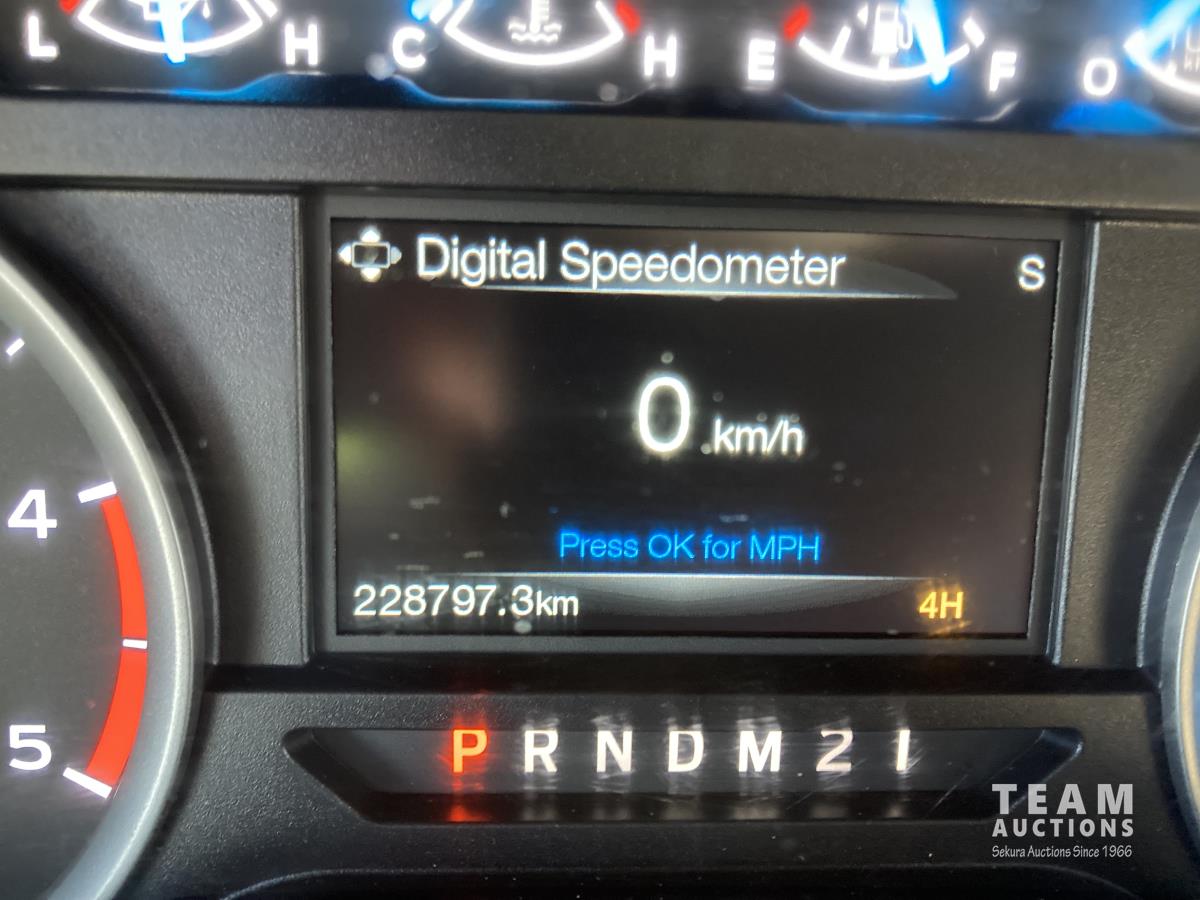 L H C H E F O
Digital Speedometer S
0 km/h
Press OK for MPH
228797.3km 4H
4
5
P R N D M 2 1
TEAM
AUCTIONS
Sekura Auctions Since 1966